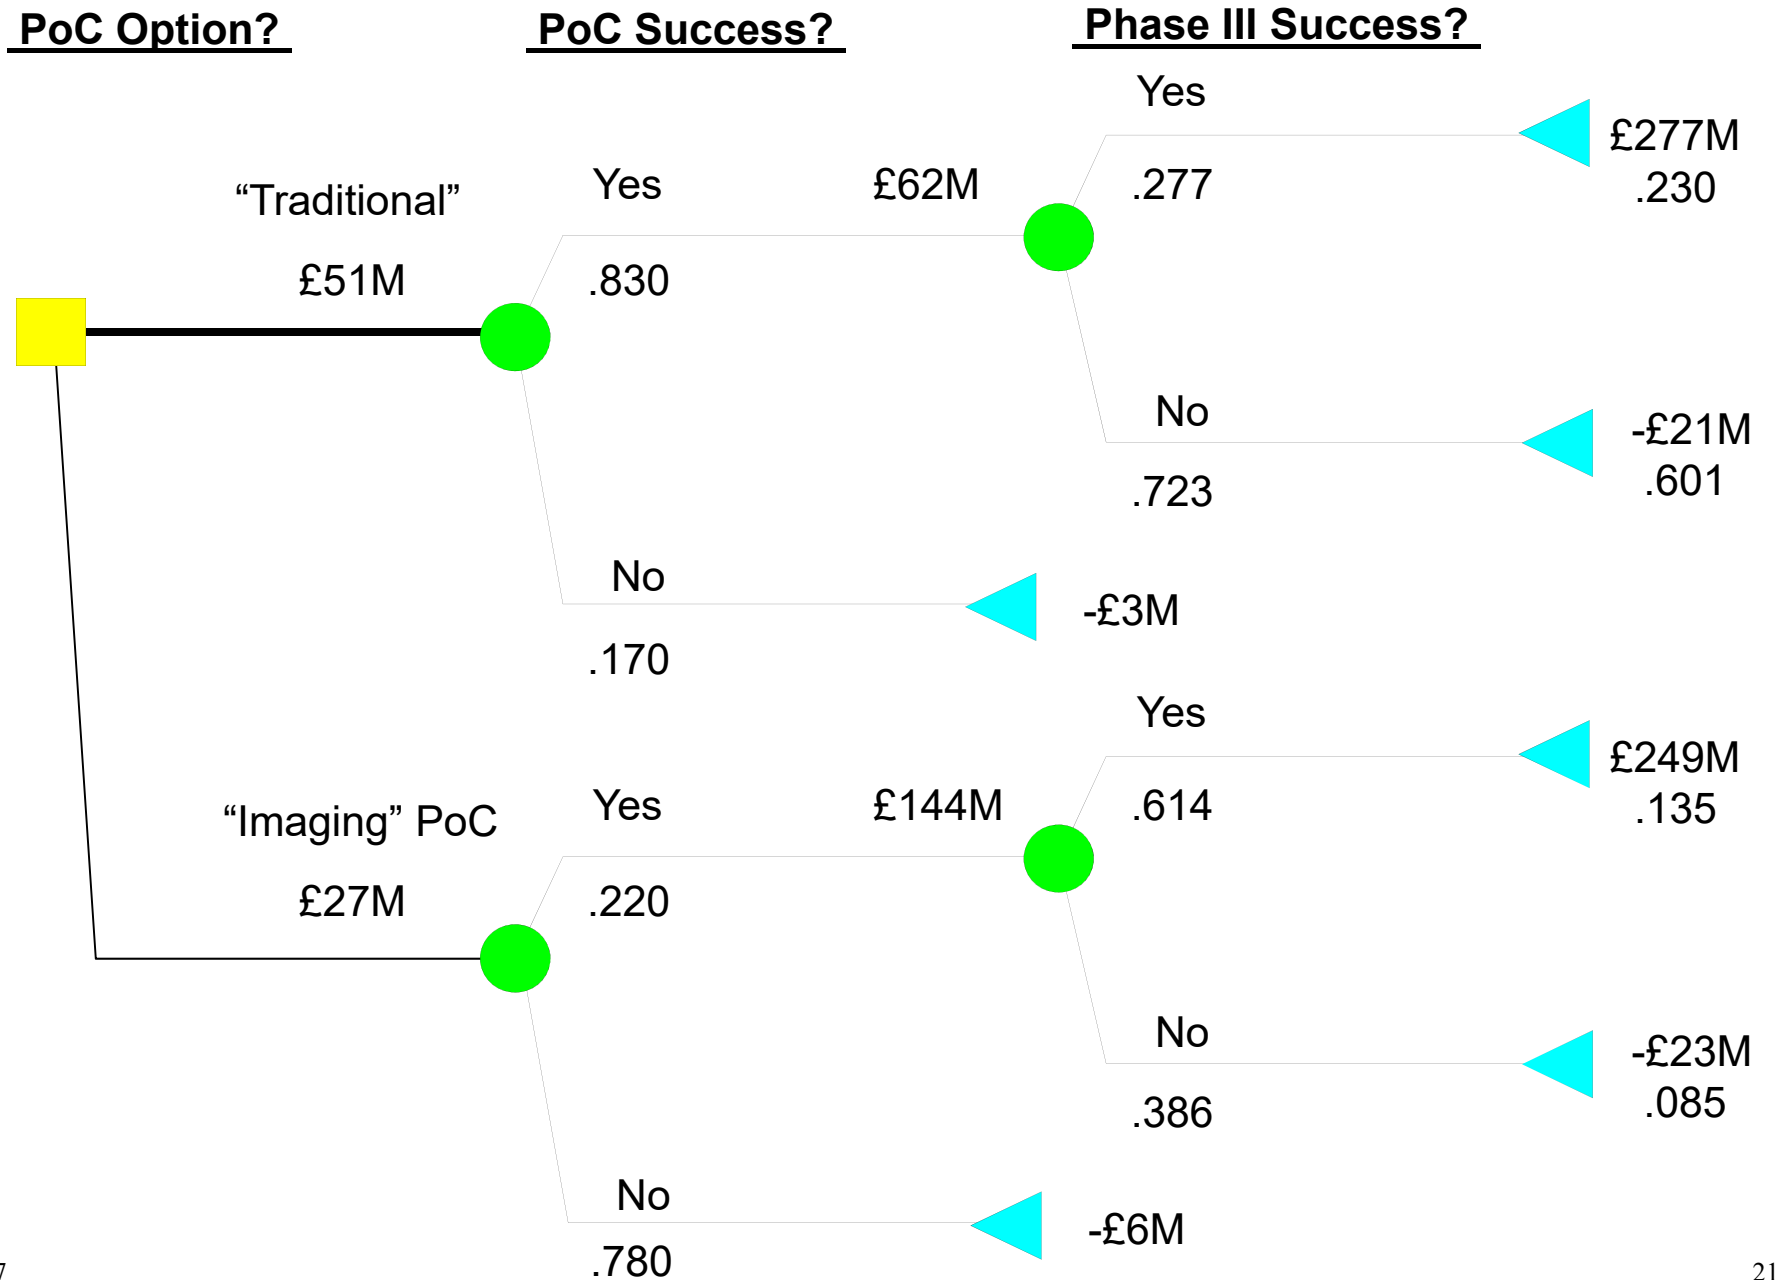 PoC Option?
PoC Success?
Phase III Success?
Yes
£277M
.230
“Traditional”
Yes
£62M
.277
£51M
.830
No
-£21M
.601
.723
No
-£3M
.170
Yes
£249M
.135
“Imaging” PoC
Yes
£144M
.614
£27M
.220
No
-£23M
.085
.386
No
-£6M
.780
7
21